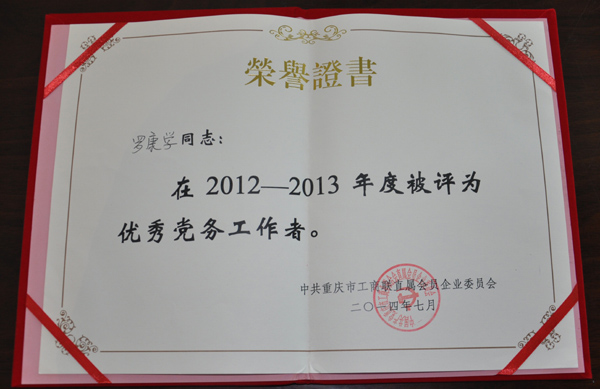 榮譽證書
罗康学同志：
在 2012—2013 年度被评为
优秀党务工作者。
中共重庆市工商联直属会员企业委员会
二〇一四年七月